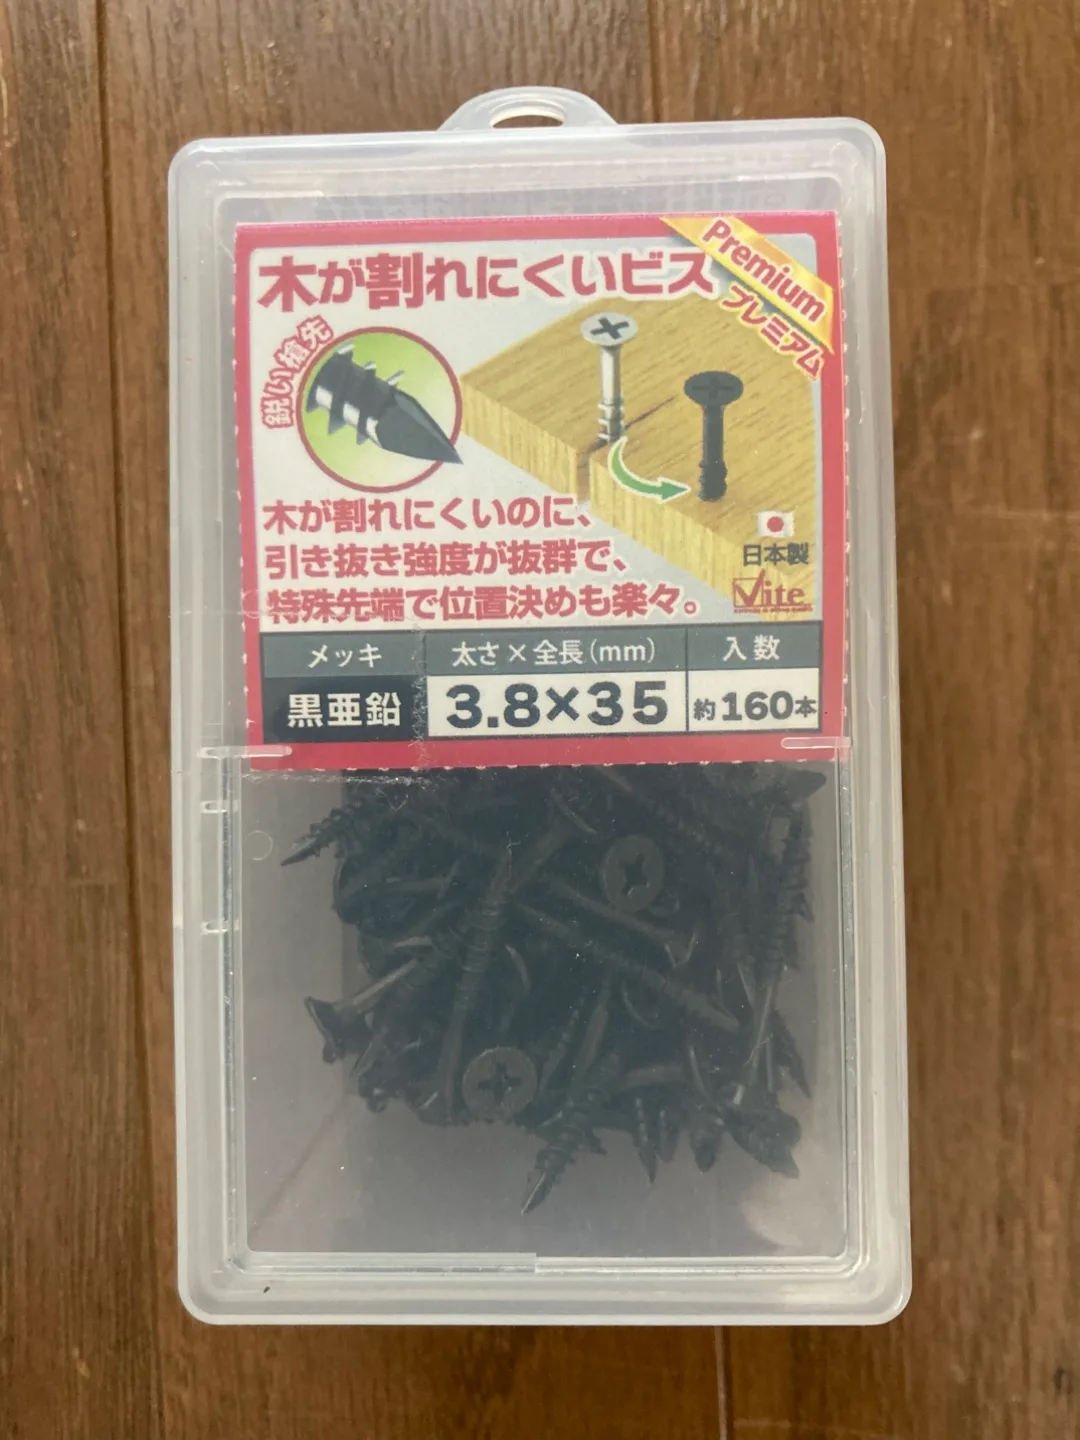 木が割れにくいビス
Premium
プレミアム
鋭い槍先
木が割れにくいのに、
引き抜き強度が抜群で、
特殊先端で位置決めも楽々。
日本製
Vite
メッキ 太さ×全長(mm) 入数
黒亜鉛 3.8×35 約160本